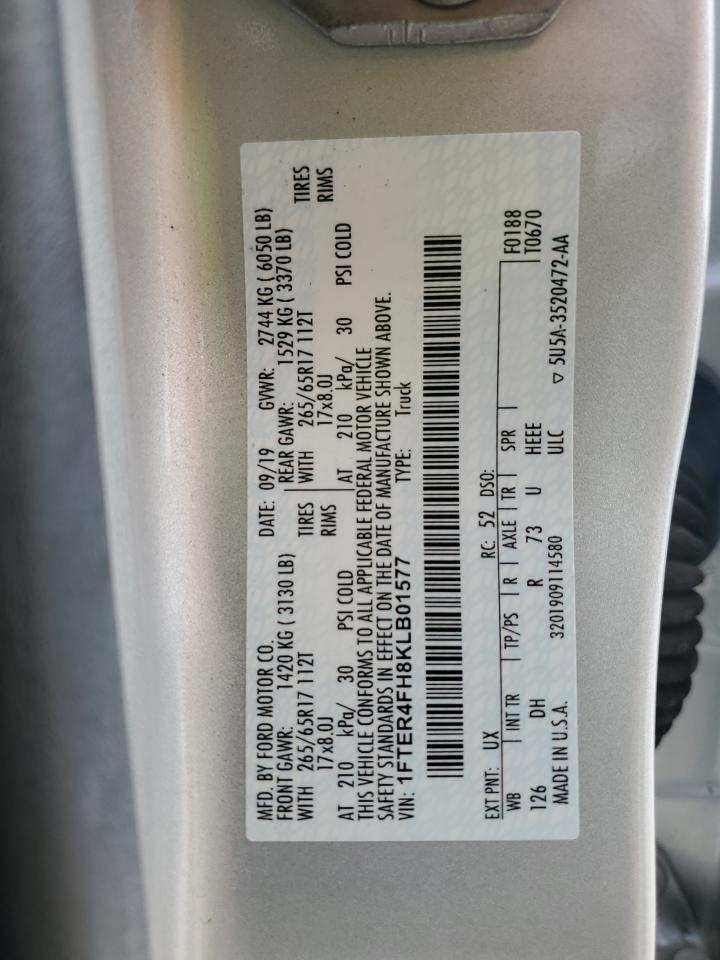 MFD. BY FORD MOTOR CO. DATE: 09/19 GVWR: 2744 KG ( 6050 LB)
FRONT GAWR: 1420 KG ( 3130 LB) REAR GAWR: 1529 KG ( 3370 LB)
WITH 265/65R17 112T TIRES WITH 265/65R17 112T TIRES
17x8.0J RIMS 17x8.0J RIMS
AT 210 kPa/ 30 PSI COLD AT 210 kPa/ 30 PSI COLD
THIS VEHICLE CONFORMS TO ALL APPLICABLE FEDERAL MOTOR VEHICLE
SAFETY STANDARDS IN EFFECT ON THE DATE OF MANUFACTURE SHOWN ABOVE.
VIN: 1FTER4FH8KLB01577 TYPE: Truck
EXT PNT: UX RC: 52 DSO:
WB INT TR TP/PS R AXLE TR SPR F0188
126 DH R 73 U HEEE T0670
MADE IN U.S.A. 3201909114580 ULC ▽ 5U5A-3520472-AA